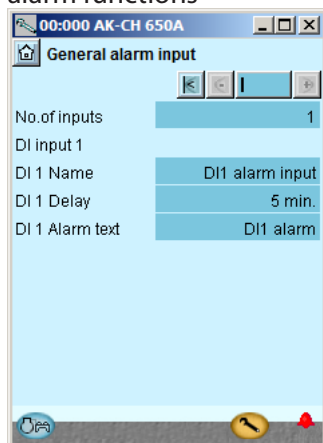 alarm functions
00:000 AK-CH 650A
General alarm
input
No.of inputs 1
DI input 1
DI 1 Name DI1 alarm input
DI 1 Delay 5 min.
DI 1 Alarm text DI1 alarm